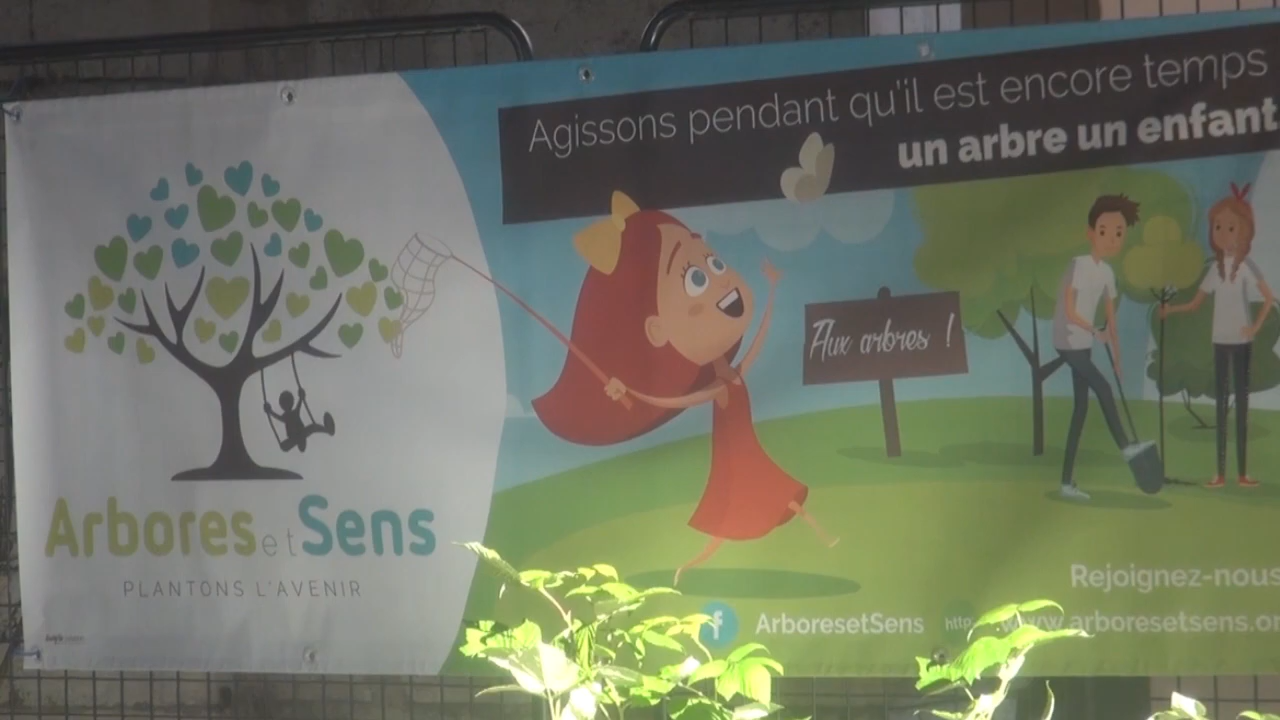 Agissons pendant qu'il est encore temps
un arbre un enfant
Aux arbres !
Arbores et Sens
PLANTONS L'AVENIR
Rejoignez-nous
ArboresetSens
www.arboresetsens.or